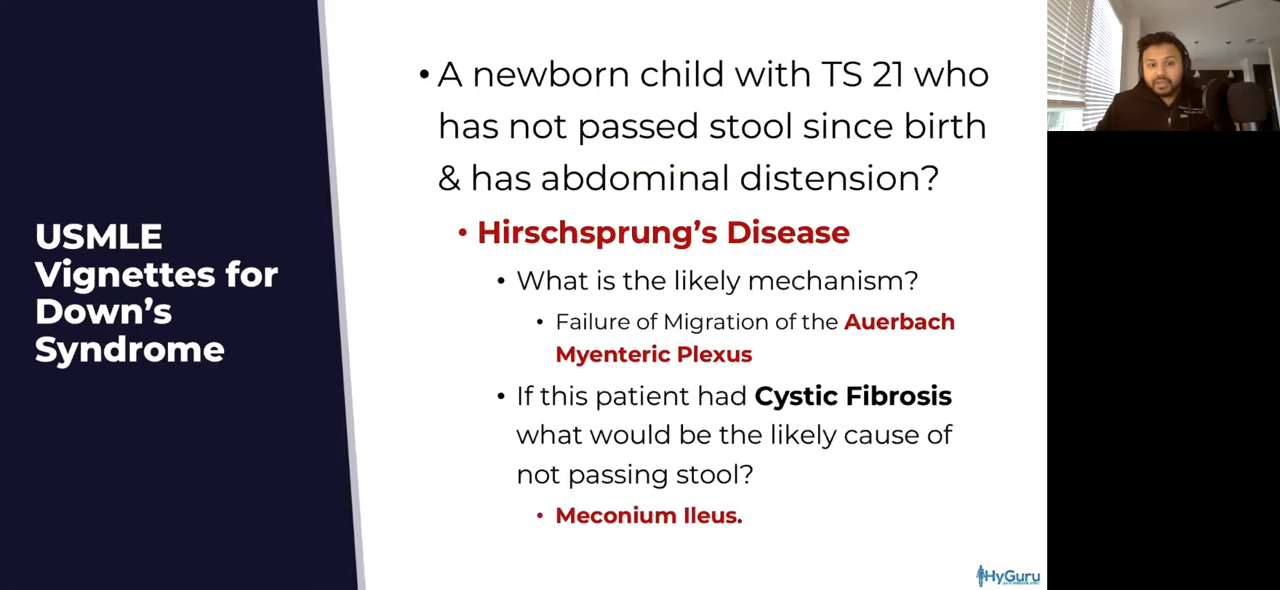 USMLE
Vignettes for
Down's
Syndrome
• A newborn child with TS 21 who
has not passed stool since birth
& has abdominal distension?
• Hirschsprung's Disease
• What is the likely mechanism?
• Failure of Migration of the Auerbach
Myenteric Plexus
• If this patient had Cystic Fibrosis
what would be the likely cause of
not passing stool?
• Meconium Ileus.
HyGuru